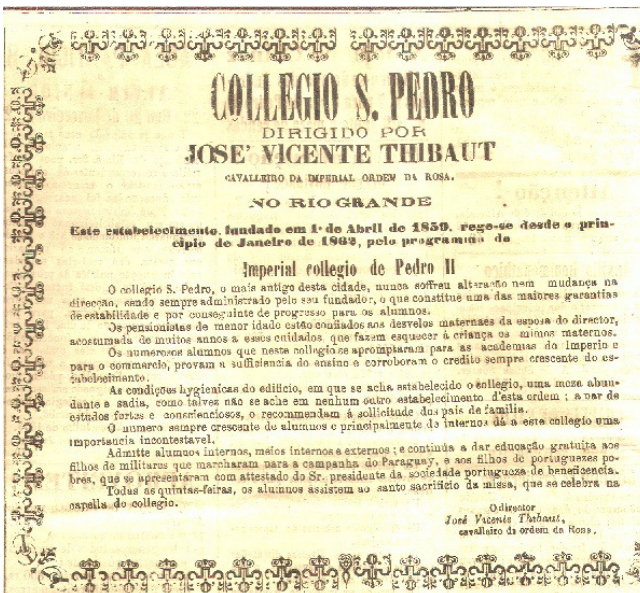 COLLEGIO S. PEDRO
DIRIGIDO POR
JOSE' VICENTE THIBAUT
CAVALLEIRO DA IMPERIAL ORDEM DA ROSA.
NO RIO GRANDE
Este estabelecimento, fundado em 1º de Abril de 1859, rege-se desde o prin-
cipio de Janeiro de 1862, pelo programma do
Imperial collegio de Pedro II
O collegio S. Pedro, o mais antigo desta cidade, nunca soffreu alteração nem mudança na
direcção, sendo sempre administrado pelo seu fundador, o que constitue uma das maiores garantias
de estabilidade e por conseguinte de progresso para os alumnos.
Os pensionistas de menor idade estão confiados aos desvelos maternaes da esposa do director,
acostumada de muitos annos a esses cuidados, que fazem esquecer á criança os mimos maternos.
Os numerosos alumnos que neste collegio se apromptaram para as academias do Imperio e
para o commercio, provam a sufficiencia do ensino e corroboram o credito sempre crescente do es-
tabelecimento.
As condições hygienicas do edificio, em que se acha estabelecido o collegio, uma meza abun-
dante e sadia, como talvez não se ache em nenhum outro estabelecimento d'esta ordem; a par de
estudos fortes e conscienciosos, o recommendam á sollicitude dos pais de familia.
O numero sempre crescente de alumnos e principalmente de internos dá a este collegio uma
importancia incontestavel.
Admitte alumnos internos, meios internos e externos; e continúa a dar educação gratuita aos
filhos de militares que marcharam para a campanha do Paraguay, e aos filhos de portuguezes po-
bres, que se apresentaram com attestado do Sr. presidente da sociedade portugueza de beneficencia.
Todas as quintas-feiras, os alumnos assistem ao santo sacrificio da missa, que se celebra na
capella do collegio.
O director
José Vicente Thibaut,
cavalleiro da ordem da Rosa.